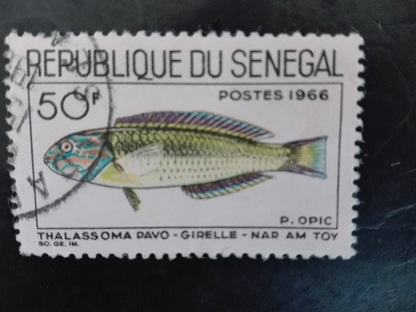 REPUBLIQUE DU SENEGAL
50F POSTES 1966
P. OPIC
THALASSOMA PAVO - GIRELLE - NAR AM TOY
SO. GE. IM.